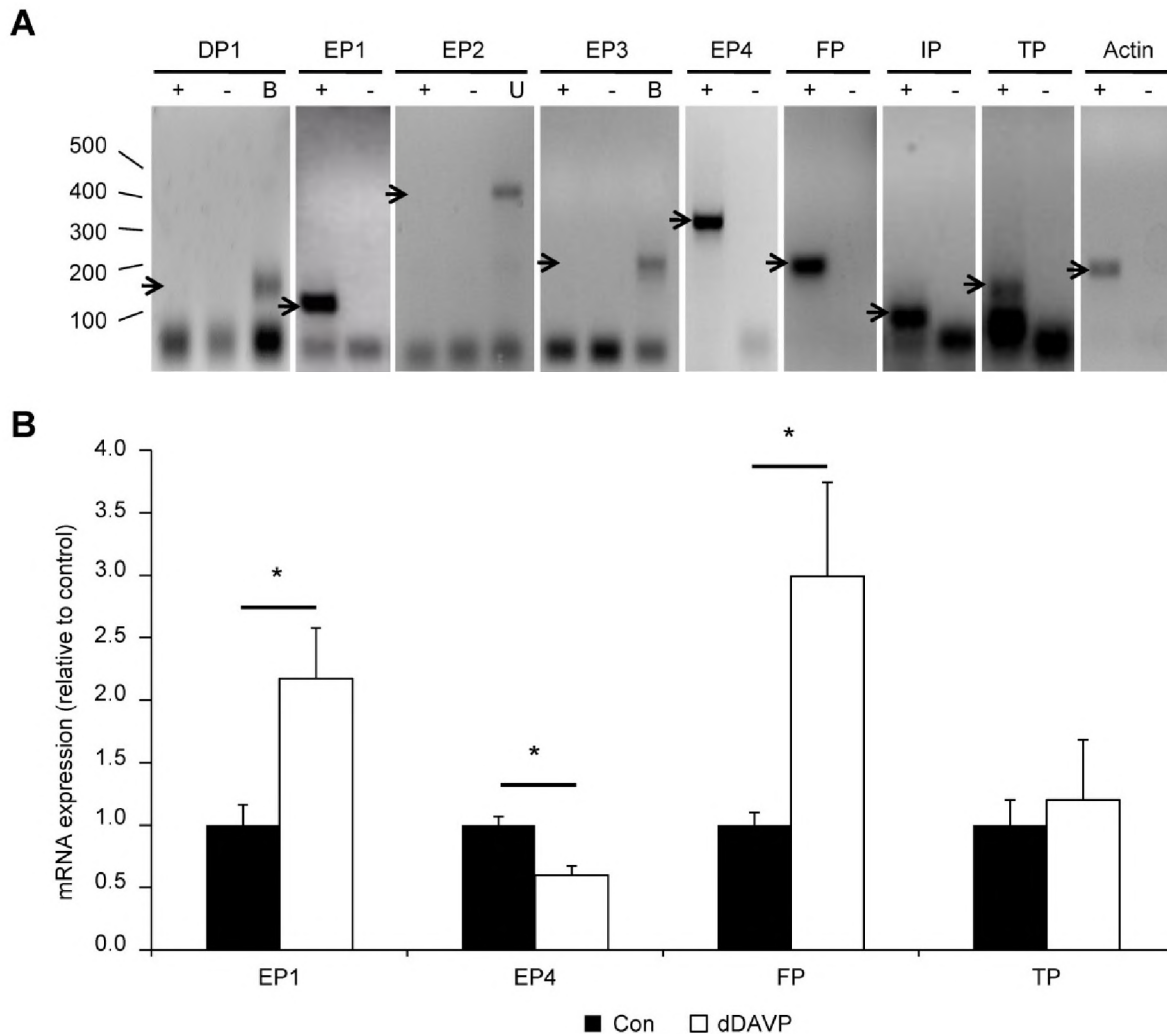 A
DP1 EP1 EP2 EP3 EP4 FP IP TP Actin
+ - B + - + - U + - B + - + - + - + - + -
500
400
300
200
100
B
4.0
3.5
3.0
2.5
2.0
1.5
1.0
0.5
0.0
mRNA expression (relative to control)
*
*
*
EP1 EP4 FP TP
Con dDAVP